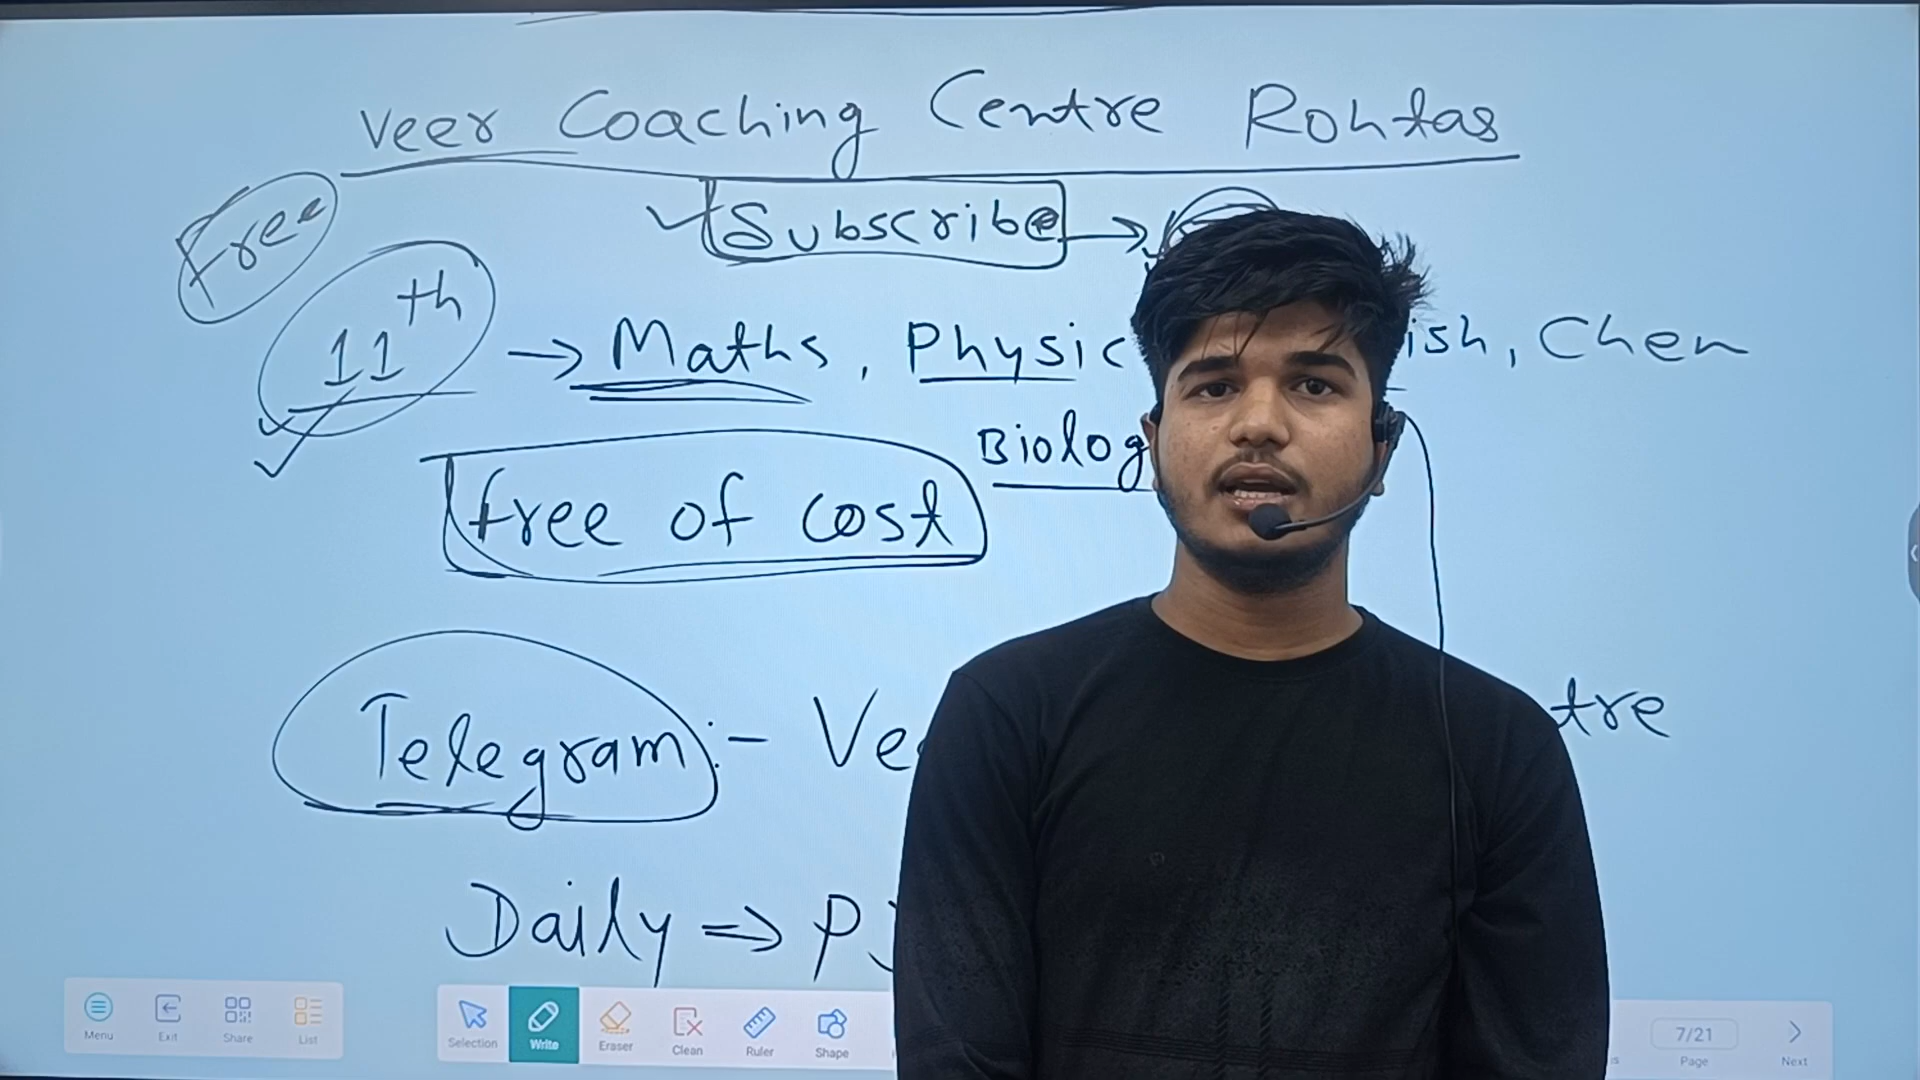 Veer Coaching Centre Rohtas
Free
Subscribe →
11th → Maths, Physic ish, Chem
Biolog
free of cost
Telegram :- Vee tre
Daily ⇒ P
Menu Exit Share List Selection Write Eraser Clean Ruler Shape 7/21 Page Next